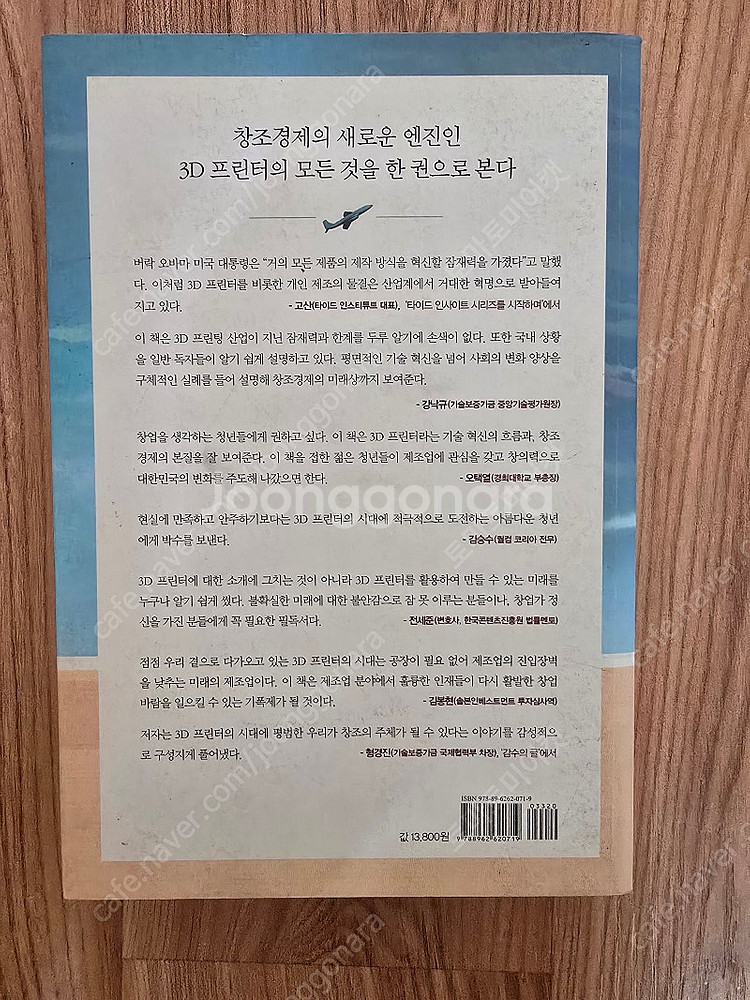 창조경제의 새로운 엔진인
3D 프린터의 모든 것을 한 권으로 본다
버락 오바마 미국 대통령은 “거의 모든 제품의 제작 방식을 혁신할 잠재력을 가졌다”고 말했
다. 이처럼 3D 프린터를 비롯한 개인 제조의 물결은 산업계에서 거대한 혁명으로 받아들여
지고 있다. - 고산(타이드 인스티튜트 대표), ‘타이드 인사이트 시리즈를 시작하며’에서
이 책은 3D 프린팅 산업이 지닌 잠재력과 한계를 두루 알기에 손색이 없다. 또한 국내 상황
을 일반 독자들이 알기 쉽게 설명하고 있다. 평면적인 기술 혁신을 넘어 사회의 변화 양상을
구체적인 실례를 들어 설명해 창조경제의 미래상까지 보여준다.
- 강낙규(기술보증기금 중앙기술평가원장)
창업을 생각하는 청년들에게 권하고 싶다. 이 책은 3D 프린터라는 기술 혁신의 흐름과, 창조
경제의 본질을 잘 보여준다. 이 책을 접한 젊은 청년들이 제조업에 관심을 갖고 창의력으로
대한민국의 변화를 주도해 나갔으면 한다. - 오택열(경희대학교 부총장)
현실에 만족하고 안주하기보다는 3D 프린터의 시대에 적극적으로 도전하는 아름다운 청년
에게 박수를 보낸다. - 김승수(퀄컴 코리아 전무)
3D 프린터에 대한 소개에 그치는 것이 아니라 3D 프린터를 활용하여 만들 수 있는 미래를
누구나 알기 쉽게 썼다. 불확실한 미래에 대한 불안감으로 잠 못 이루는 분들이나, 창업가 정
신을 가진 분들에게 꼭 필요한 필독서다. - 전세준(변호사, 한국콘텐츠진흥원 법률멘토)
점점 우리 곁으로 다가오고 있는 3D 프린터의 시대는 공장이 필요 없어 제조업의 진입장벽
을 낮추는 미래의 제조업이다. 이 책은 제조업 분야에서 훌륭한 인재들이 다시 활발한 창업
바람을 일으킬 수 있는 기폭제가 될 것이다. - 김봉현(솔본인베스트먼트 투자심사역)
저자는 3D 프린터의 시대에 평범한 우리가 창조의 주체가 될 수 있다는 이야기를 감성적으
로 구성지게 풀어냈다. - 형경진(기술보증기금 국제협력부 차장), ‘감수의 글’에서
ISBN 978-89-6262-071-9
03320
값 13,800원
9 788962 620719
joonggonara
cafe.naver.com/joonggonara